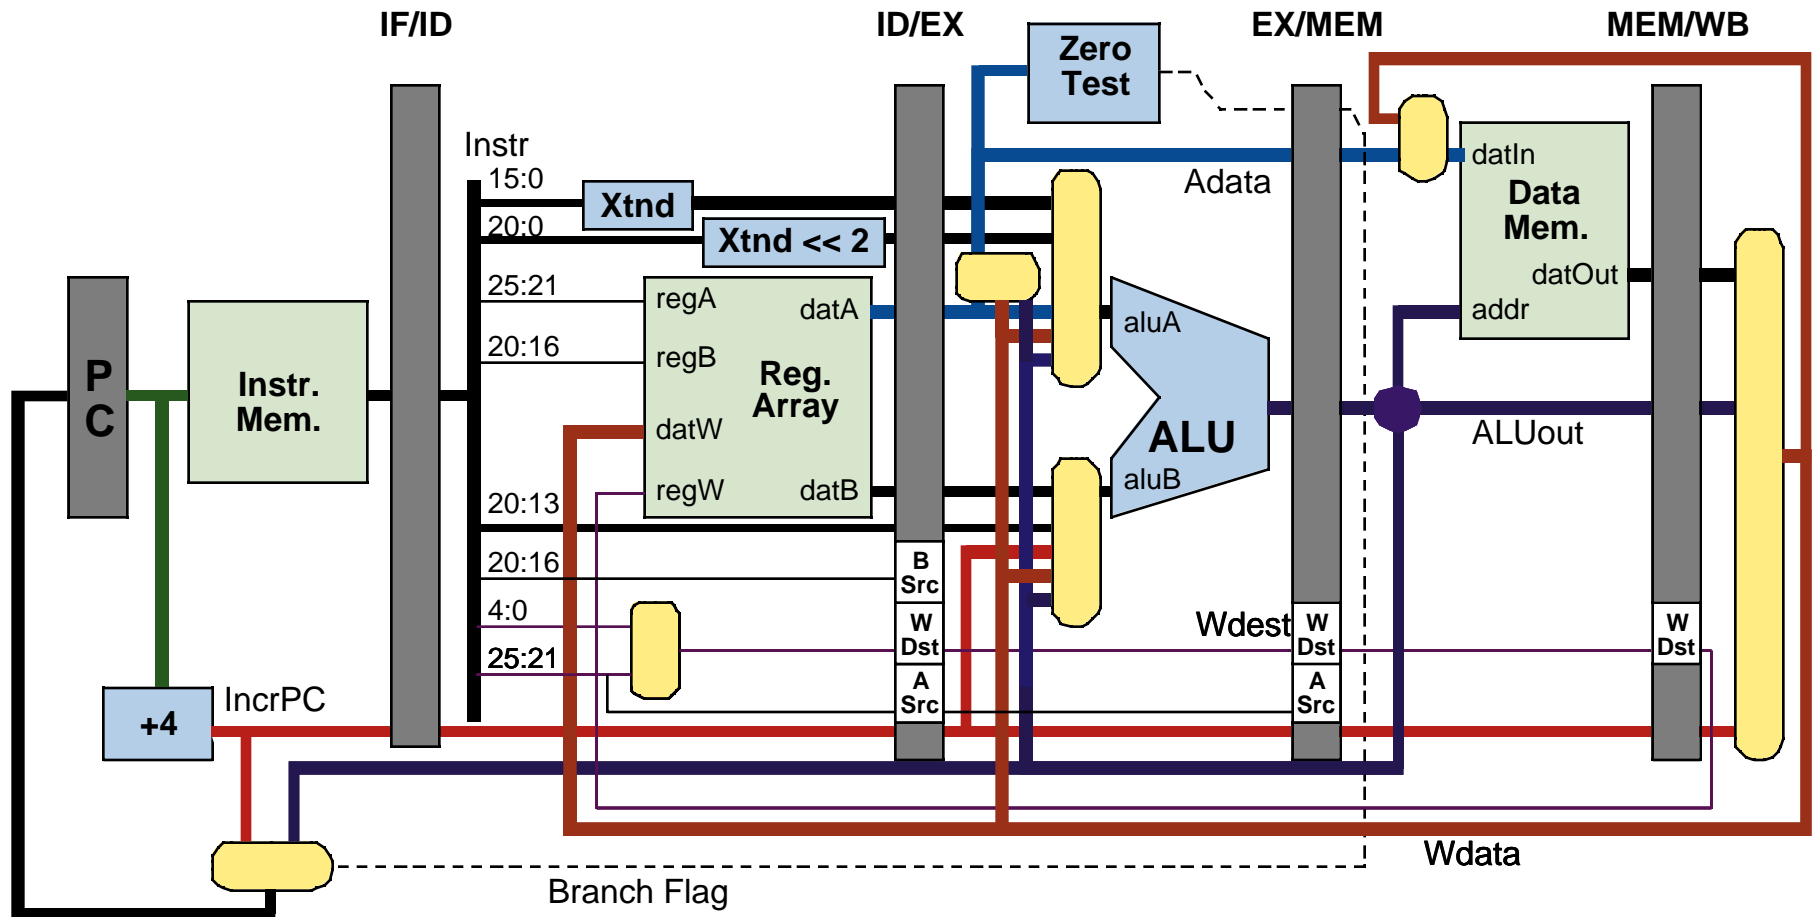 IF/ID
ID/EX
EX/MEM
MEM/WB
Zero
Test
Instr
15:0
Xtnd
20:0
Xtnd << 2
Adata
datIn
Data
Mem.
datOut
addr
25:21
regA
datA
20:16
regB
Reg.
Array
datW
regW
datB
aluA
ALU
aluB
ALUout
P
C
Instr.
Mem.
20:13
20:16
B
Src
4:0
W
Dst
Wdest
W
Dst
W
Dst
25:21
A
Src
A
Src
+4
IncrPC
Wdata
Branch Flag